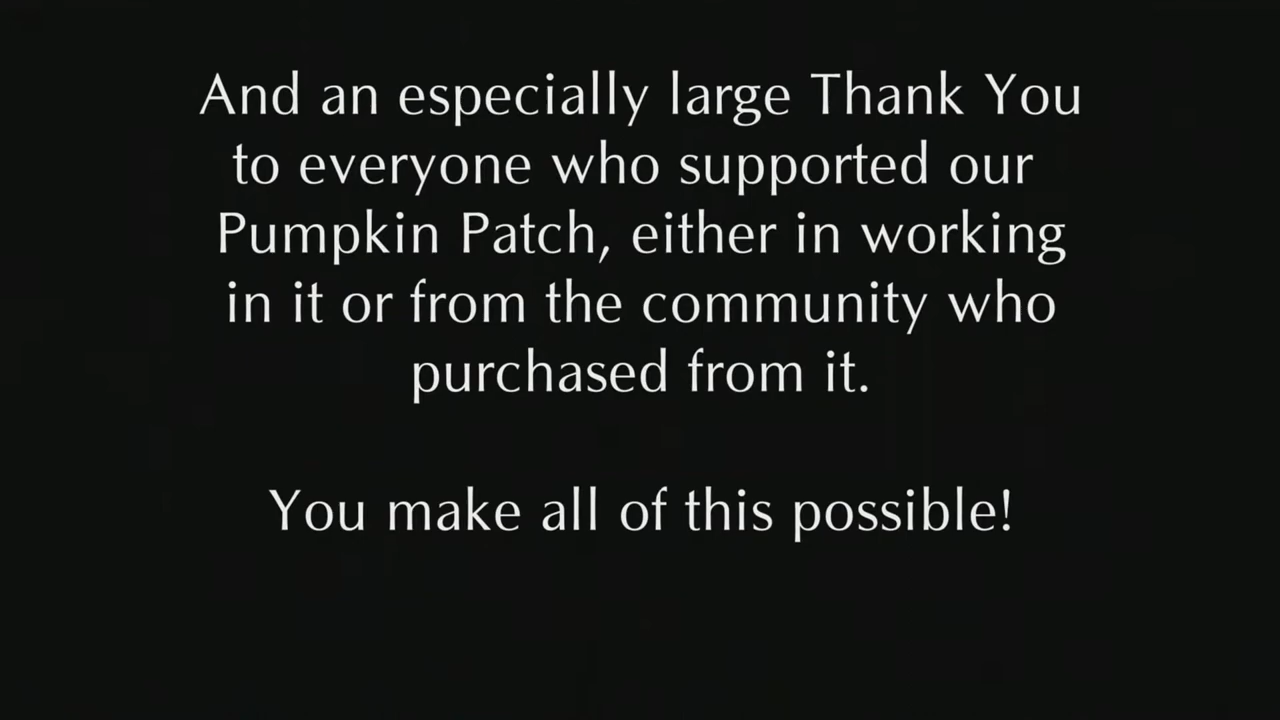 And an especially large Thank You
to everyone who supported our
Pumpkin Patch, either in working
in it or from the community who
purchased from it.
You make all of this possible!